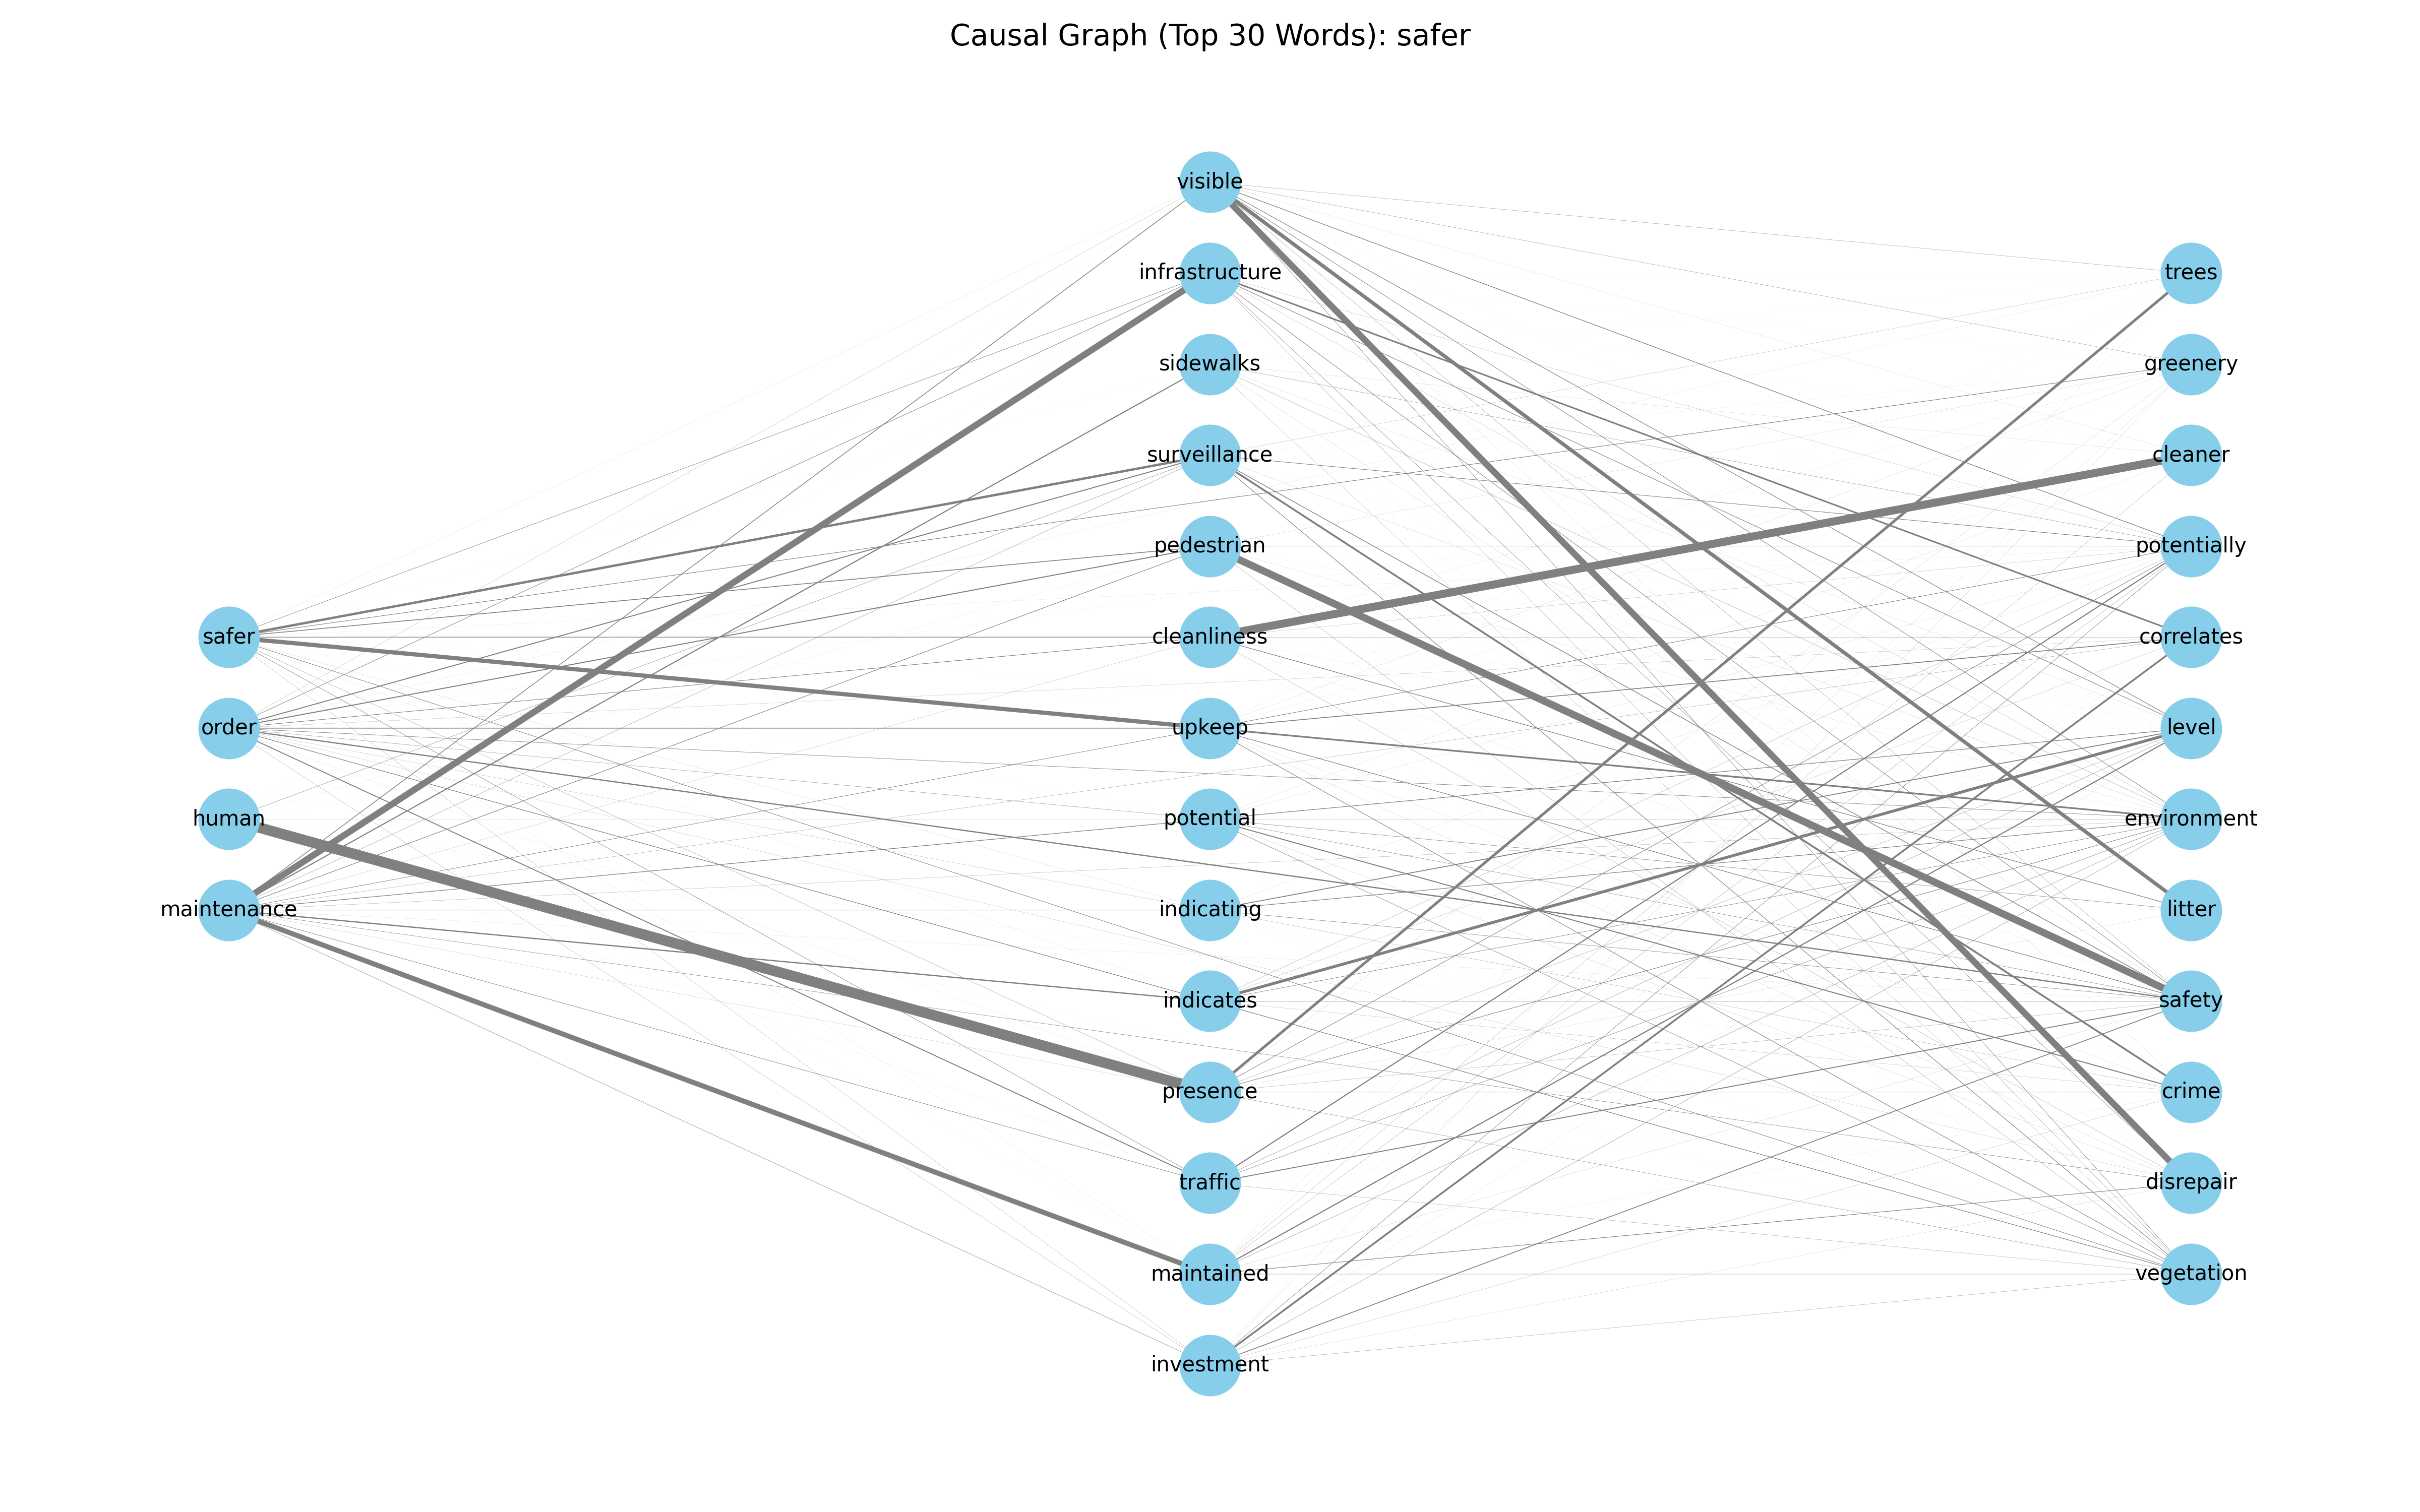 Causal Graph (Top 30 Words): safer
safer
order
human
maintenance
visible
infrastructure
sidewalks
surveillance
pedestrian
cleanliness
upkeep
potential
indicating
indicates
presence
traffic
maintained
investment
trees
greenery
cleaner
potentially
correlates
level
environment
litter
safety
crime
disrepair
vegetation